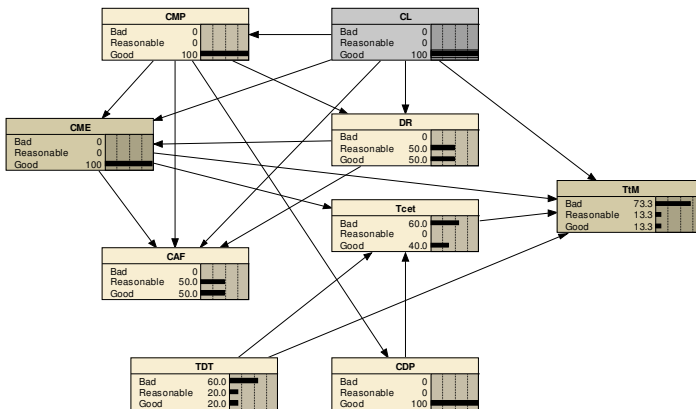 CMP
Bad 0
Reasonable 0
Good 100
CL
Bad 0
Reasonable 0
Good 100
CME
Bad 0
Reasonable 0
Good 100
DR
Bad 0
Reasonable 50.0
Good 50.0
TtM
Bad 73.3
Reasonable 13.3
Good 13.3
Tcet
Bad 60.0
Reasonable 0
Good 40.0
CAF
Bad 0
Reasonable 50.0
Good 50.0
TDT
Bad 60.0
Reasonable 20.0
Good 20.0
CDP
Bad 0
Reasonable 0
Good 100